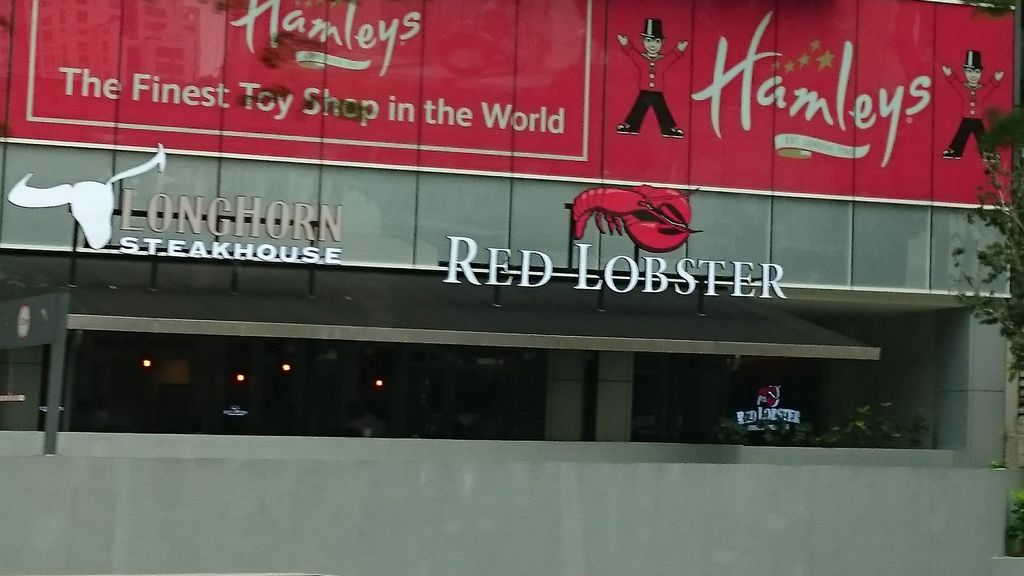 Hamleys
The Finest Toy Shop in the World
Hamleys
LONGHORN
STEAKHOUSE
RED LOBSTER
RED LOBSTER